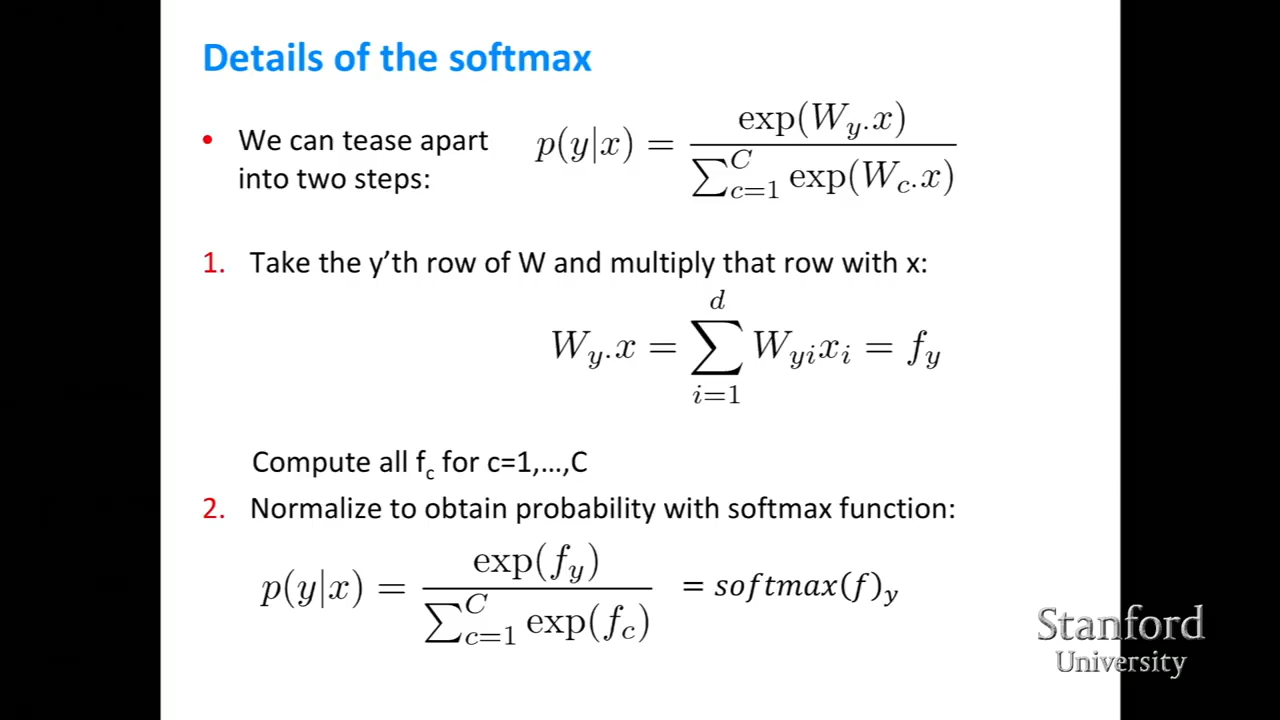 Details of the softmax
• We can tease apart into two steps: p(y|x) = exp(W_y·x) / ∑_{c=1}^{C} exp(W_c·x)
1. Take the y’th row of W and multiply that row with x:
W_y·x = ∑_{i=1}^{d} W_{yi}x_i = f_y
Compute all f_c for c=1,…,C
2. Normalize to obtain probability with softmax function:
p(y|x) = exp(f_y) / ∑_{c=1}^{C} exp(f_c) = softmax(f)_y
Stanford
University